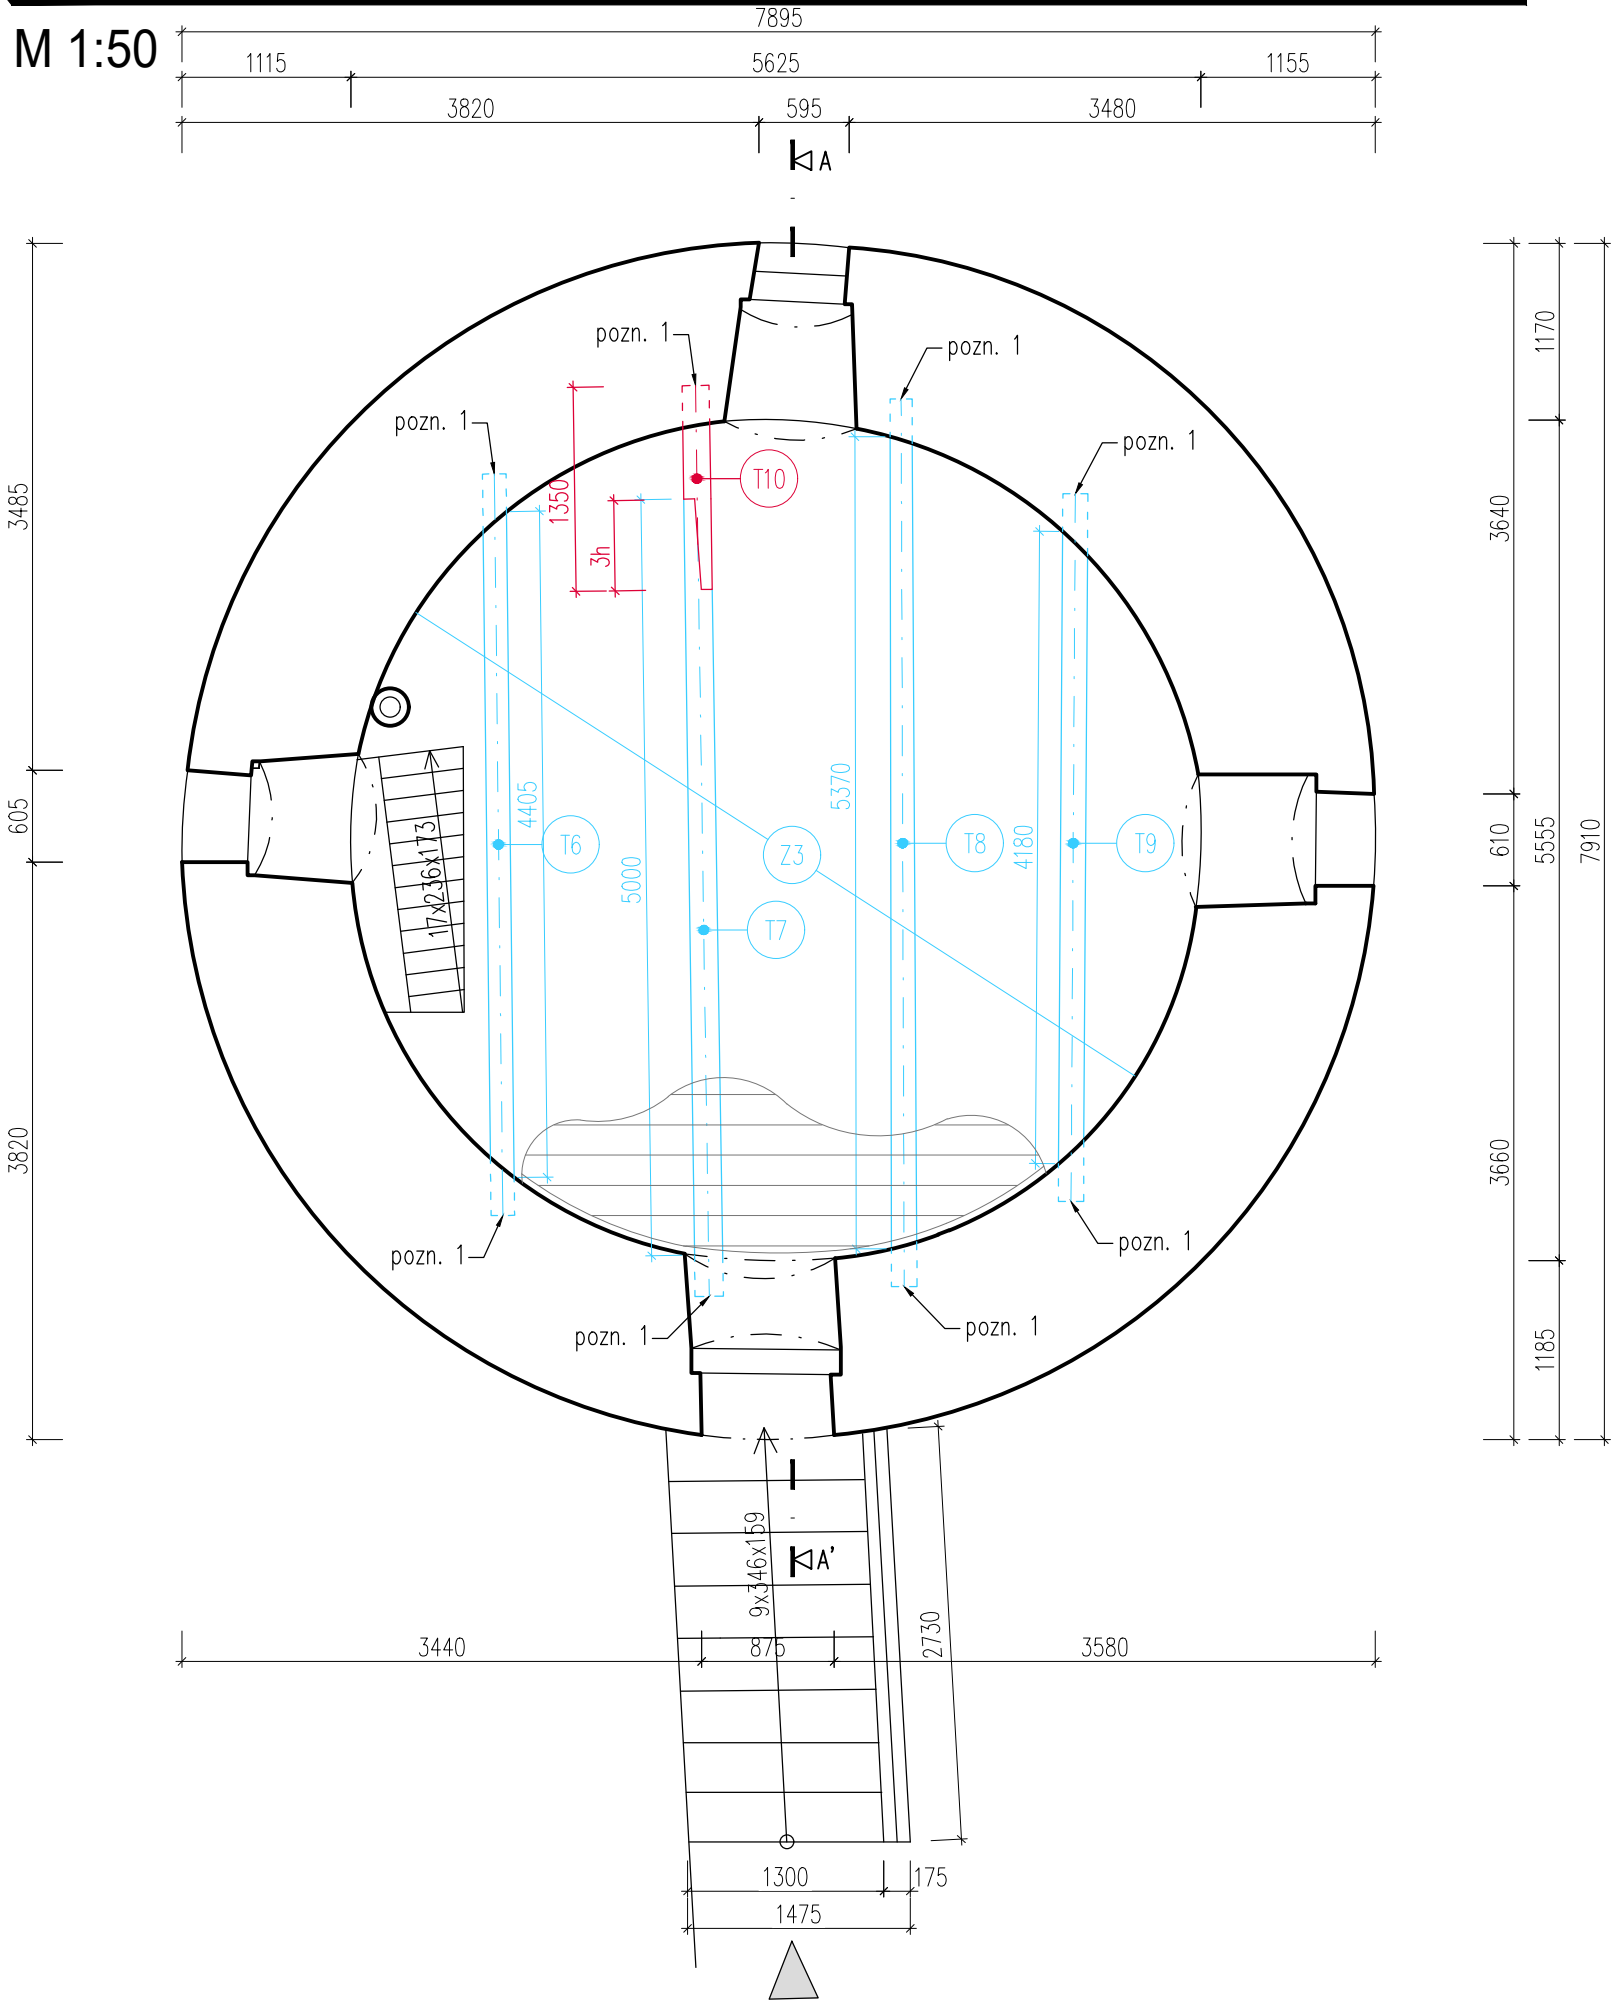 7895
M 1:50
1115 5625 1155
3820 595 3480
A
pozn. 1
pozn. 1
pozn. 1
pozn. 1
1170
T10
1350
3485
3640
3h
4405
5370
605
T6
Z3
T8
4180
T9
610
5555
7910
5000
17x236x173
T7
3820
3660
pozn. 1
pozn. 1
pozn. 1
pozn. 1
1185
9x346x159
A'
2730
3440 875 3580
1300 175
1475